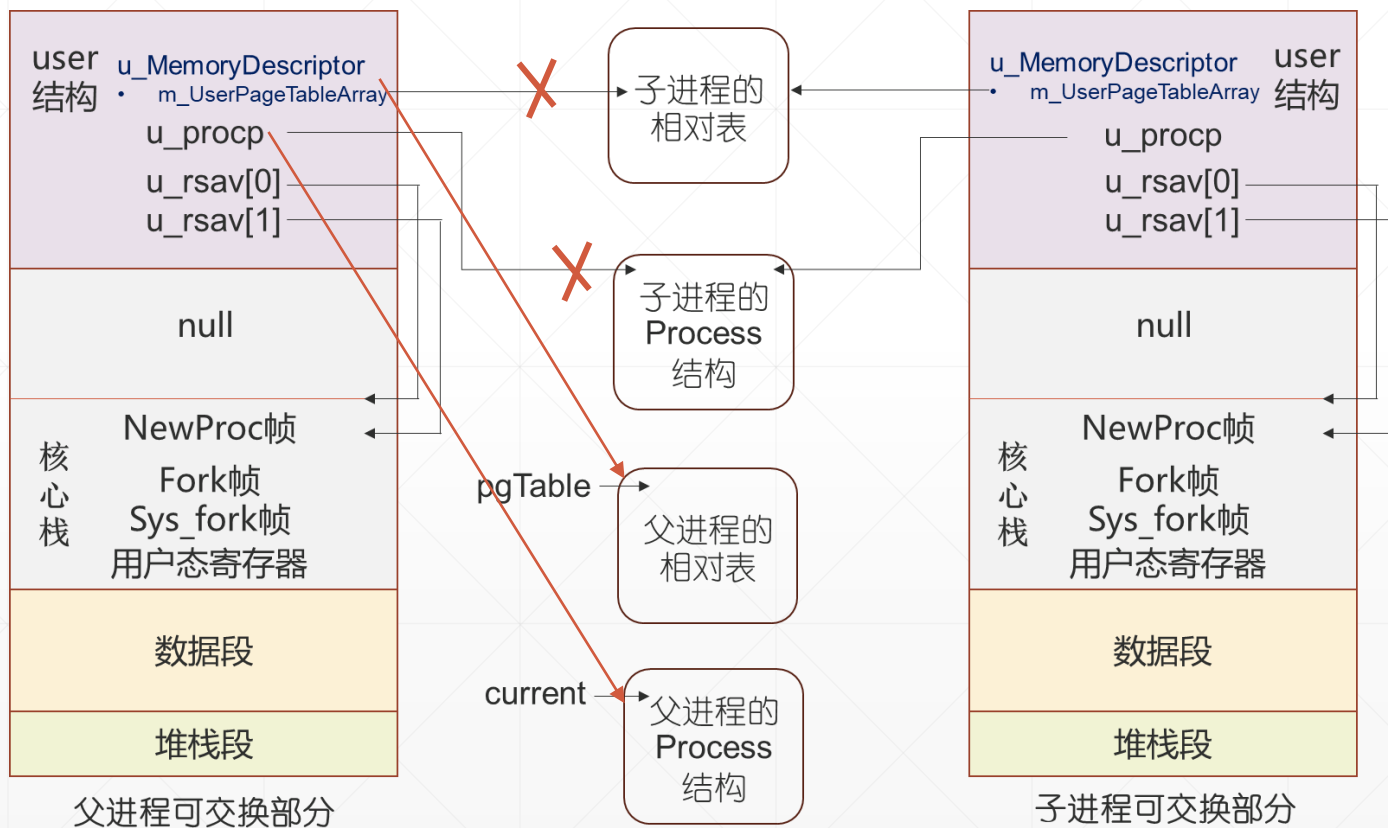 user
结构
u_MemoryDescriptor
• m_UserPageTableArray
u_procp
u_rsav[0]
u_rsav[1]
null
核
心
栈
NewProc帧
Fork帧
Sys_fork帧
用户态寄存器
数据段
堆栈段
父进程可交换部分
子进程的
相对表
子进程的
Process
结构
pgTable
父进程的
相对表
current
父进程的
Process
结构
u_MemoryDescriptor
• m_UserPageTableArray
user
结构
u_procp
u_rsav[0]
u_rsav[1]
null
核
心
栈
NewProc帧
Fork帧
Sys_fork帧
用户态寄存器
数据段
堆栈段
子进程可交换部分